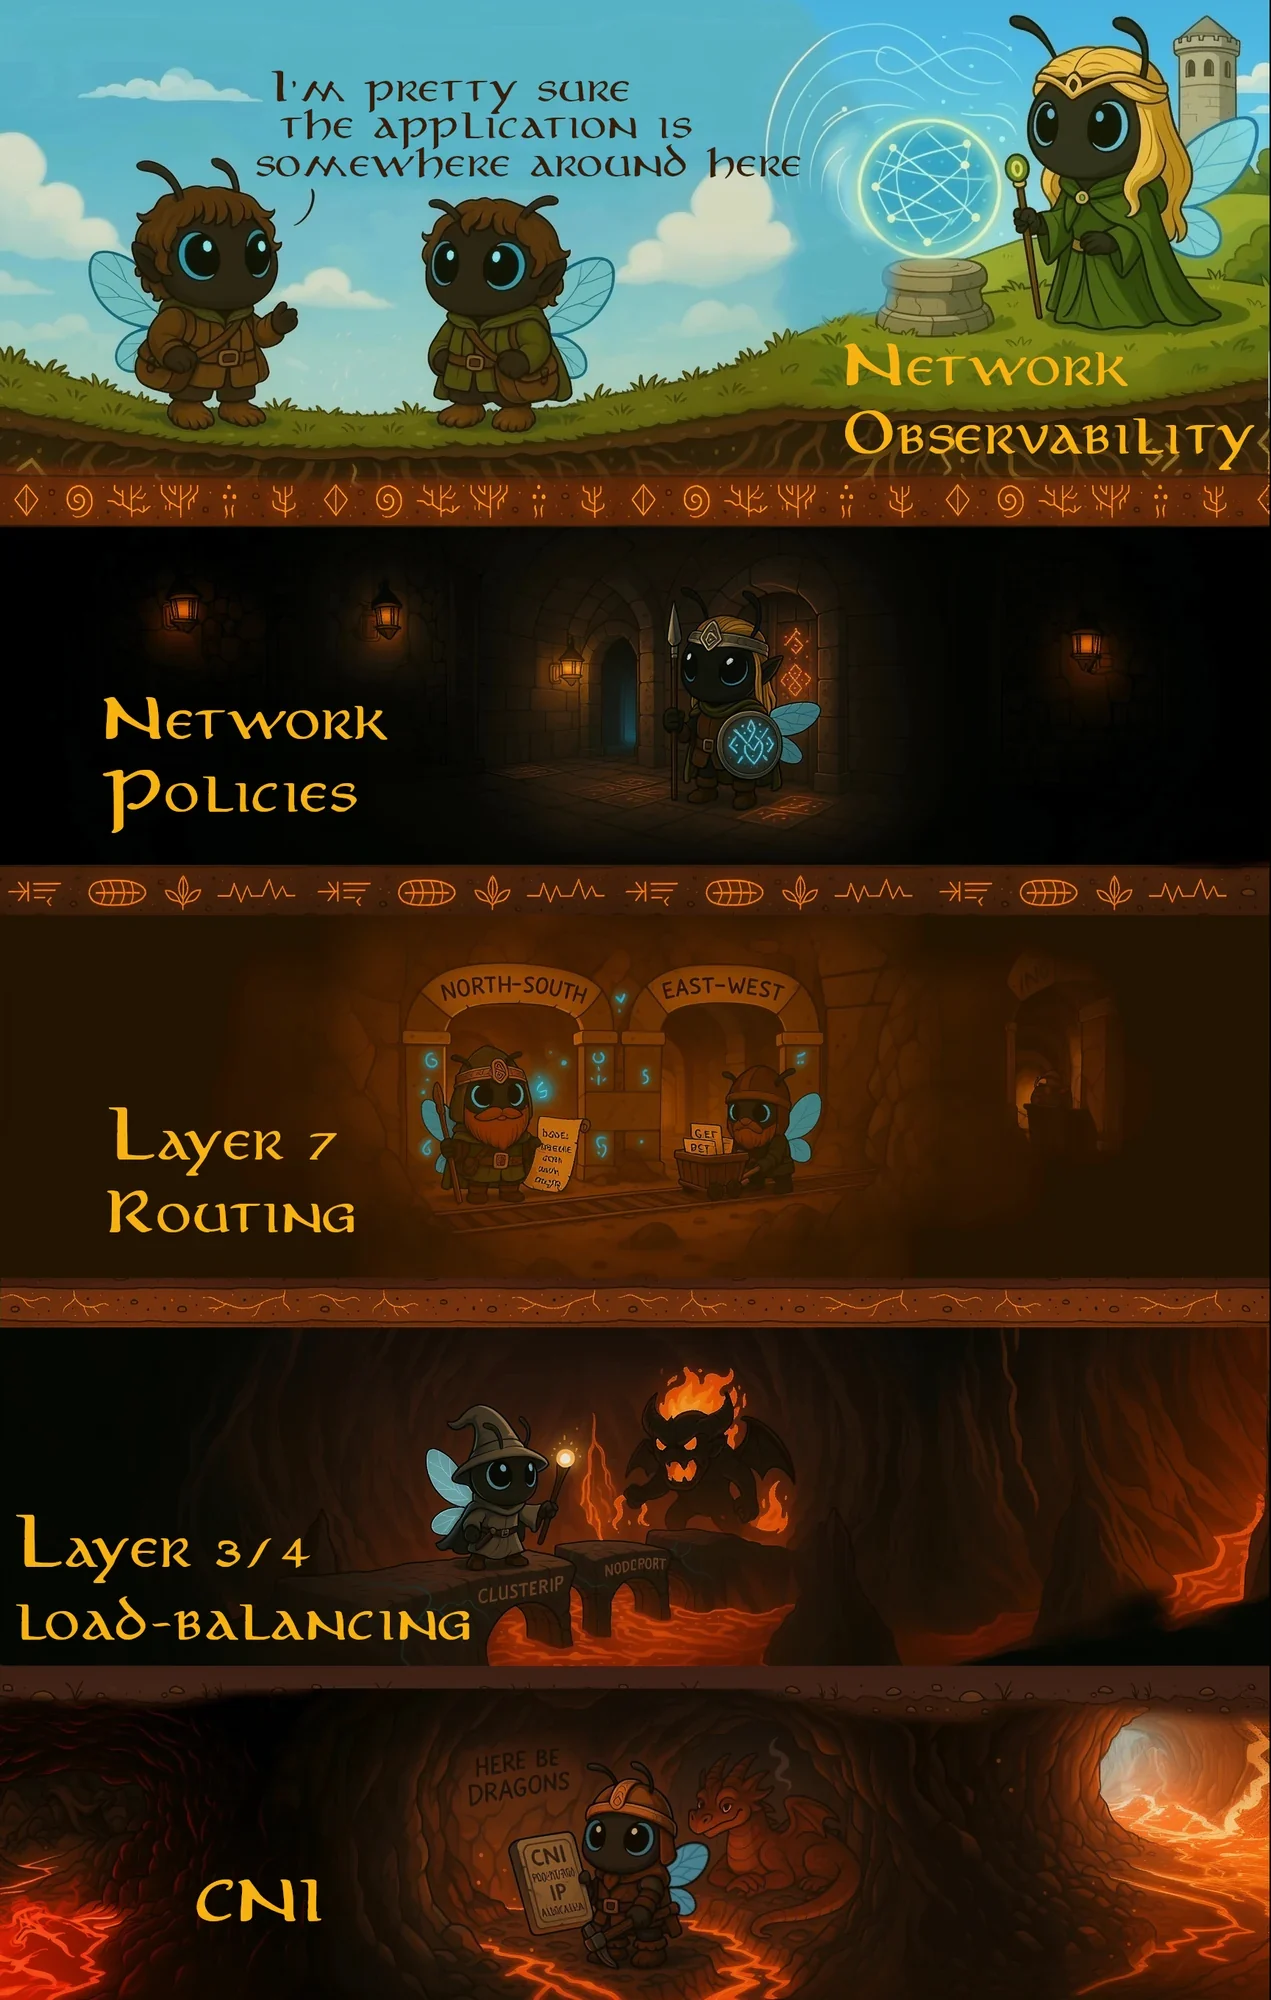 I'm pretty sure
the application is
somewhere around here
Network
Observability
Network
Policies
NORTH-SOUTH
EAST-WEST
GET
Layer 7
Routing
CLUSTERIP
NODEPORT
Layer 3/4
load-balancing
HERE BE
DRAGONS
CNI
IP
CNI